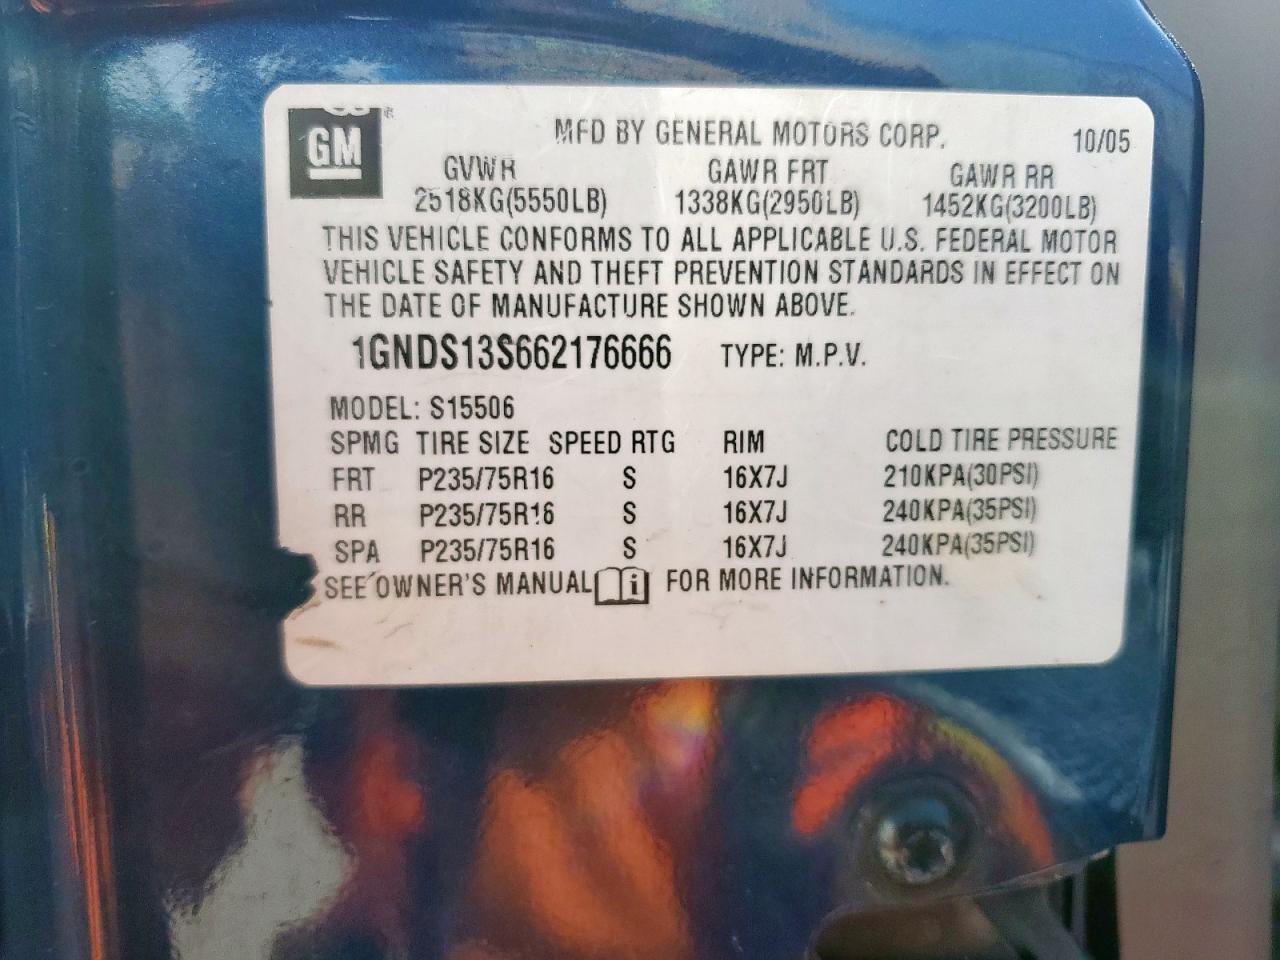 GM
MFD BY GENERAL MOTORS CORP. 10/05
GVWR GAWR FRT GAWR RR
2518KG(5550LB) 1338KG(2950LB) 1452KG(3200LB)
THIS VEHICLE CONFORMS TO ALL APPLICABLE U.S. FEDERAL MOTOR
VEHICLE SAFETY AND THEFT PREVENTION STANDARDS IN EFFECT ON
THE DATE OF MANUFACTURE SHOWN ABOVE.
1GNDS13S662176666 TYPE: M.P.V.
MODEL: S15506
SPMG TIRE SIZE SPEED RTG RIM COLD TIRE PRESSURE
FRT P235/75R16 S 16X7J 210KPA(30PSI)
RR P235/75R16 S 16X7J 240KPA(35PSI)
SPA P235/75R16 S 16X7J 240KPA(35PSI)
SEE OWNER'S MANUAL i FOR MORE INFORMATION.